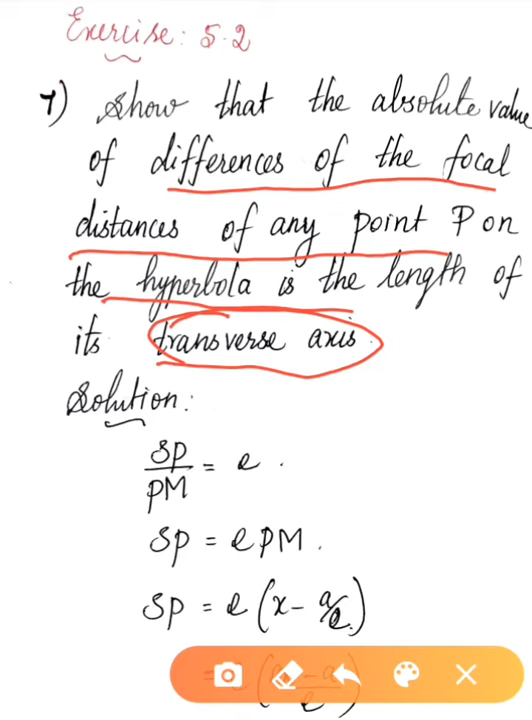 Exercise: 5.2
7) Show that the absolute value
of differences of the focal
distances of any point P on
the hyperbola is the length of
its transverse axis.
Solution:
SP/PM = e.
SP = e PM.
SP = e (x - a/e)